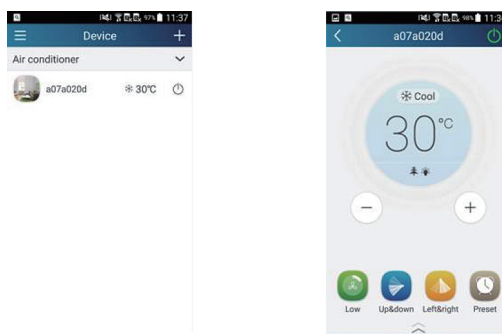 97% 11:37
Device
Air conditioner
a07a020d 30°C
98% 11:3
a07a020d
Cool
30°C
Low Up&down Left&right Preset